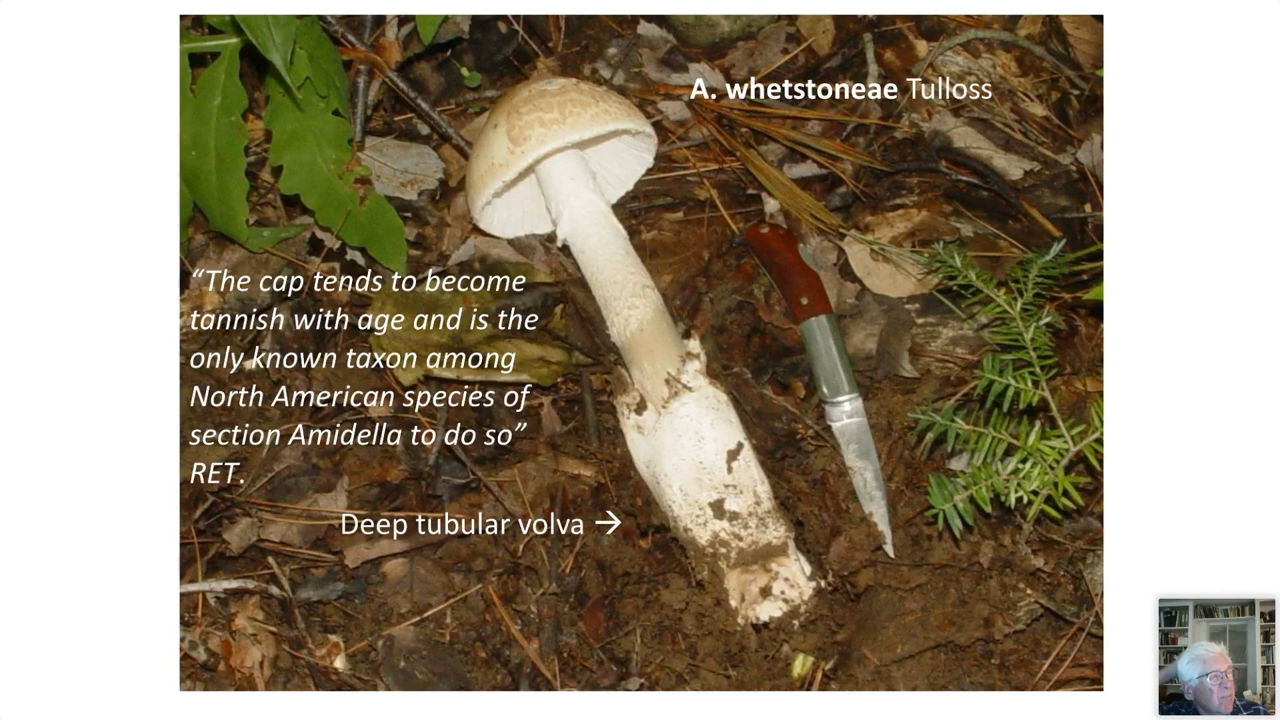 A. whetstoneae Tulloss
“The cap tends to become
tannish with age and is the
only known taxon among
North American species of
section Amidella to do so”
RET.
Deep tubular volva →